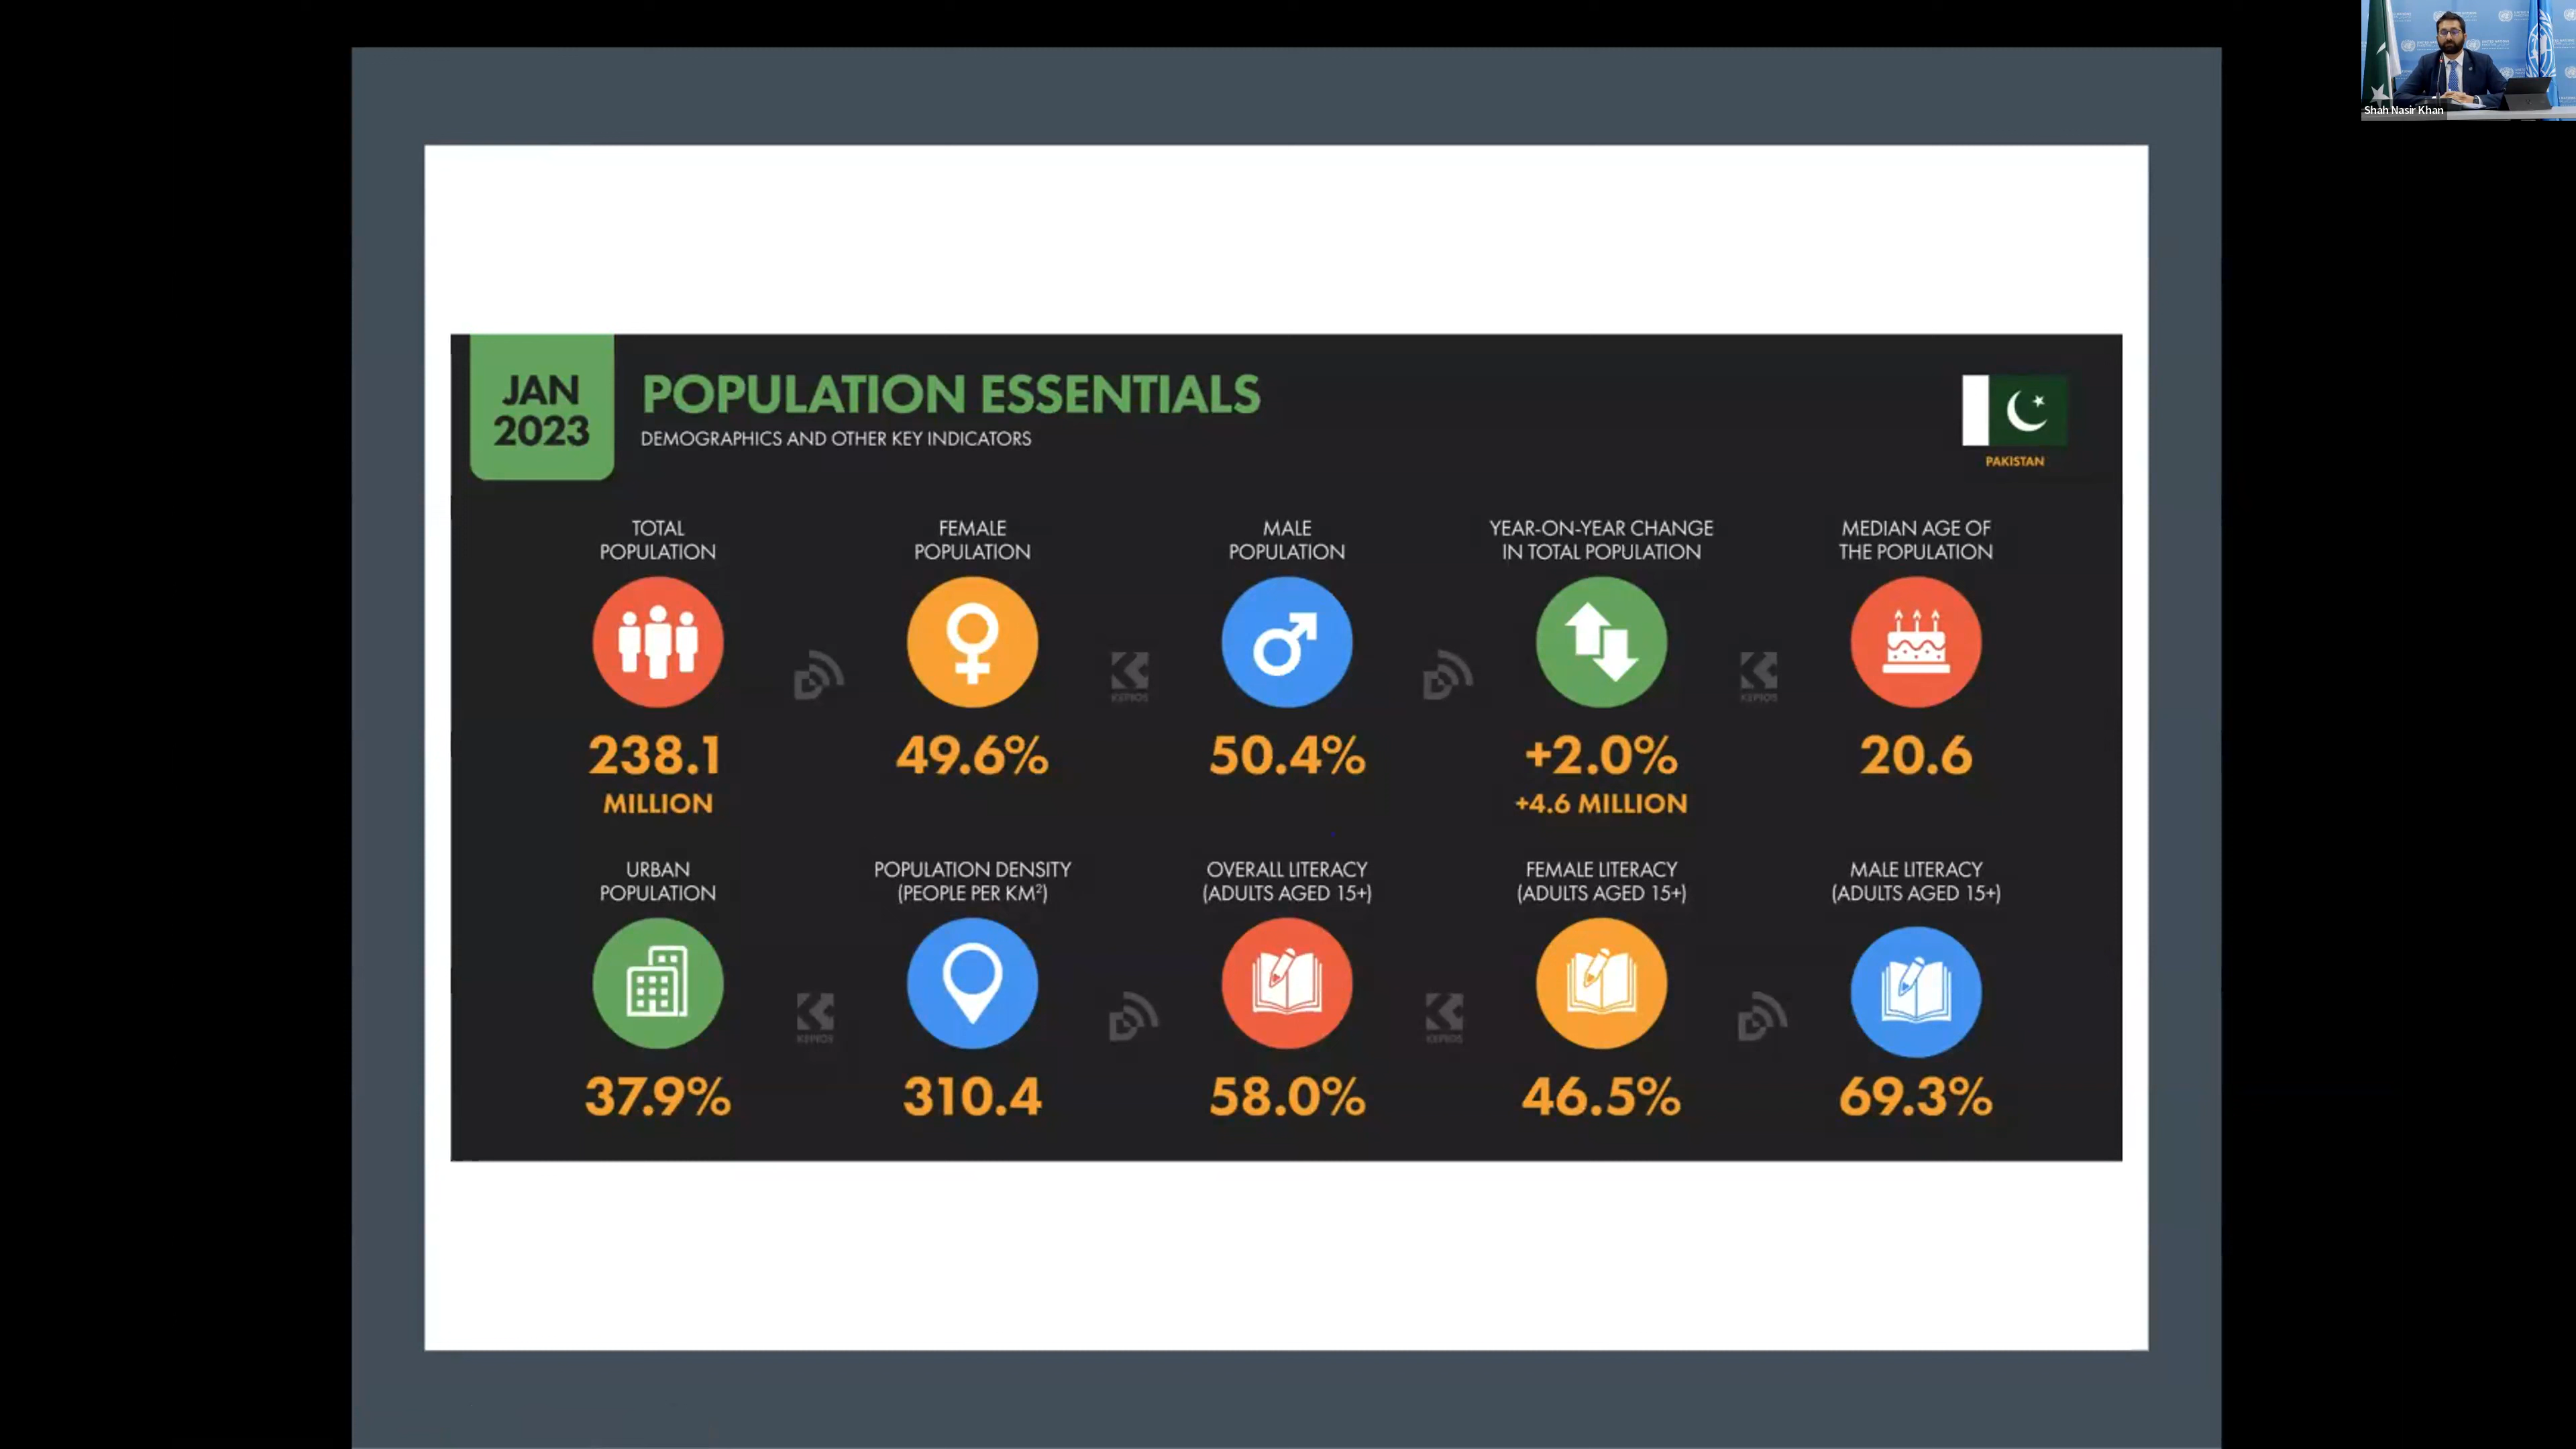 Shah Nasir Khan
JAN
2023
POPULATION ESSENTIALS
DEMOGRAPHICS AND OTHER KEY INDICATORS
PAKISTAN
TOTAL
POPULATION
238.1
MILLION
FEMALE
POPULATION
49.6%
MALE
POPULATION
50.4%
YEAR-ON-YEAR CHANGE
IN TOTAL POPULATION
+2.0%
+4.6 MILLION
MEDIAN AGE OF
THE POPULATION
20.6
KEPIOS
KEPIOS
URBAN
POPULATION
37.9%
POPULATION DENSITY
(PEOPLE PER KM²)
310.4
OVERALL LITERACY
(ADULTS AGED 15+)
58.0%
FEMALE LITERACY
(ADULTS AGED 15+)
46.5%
MALE LITERACY
(ADULTS AGED 15+)
69.3%
KEPIOS
KEPIOS